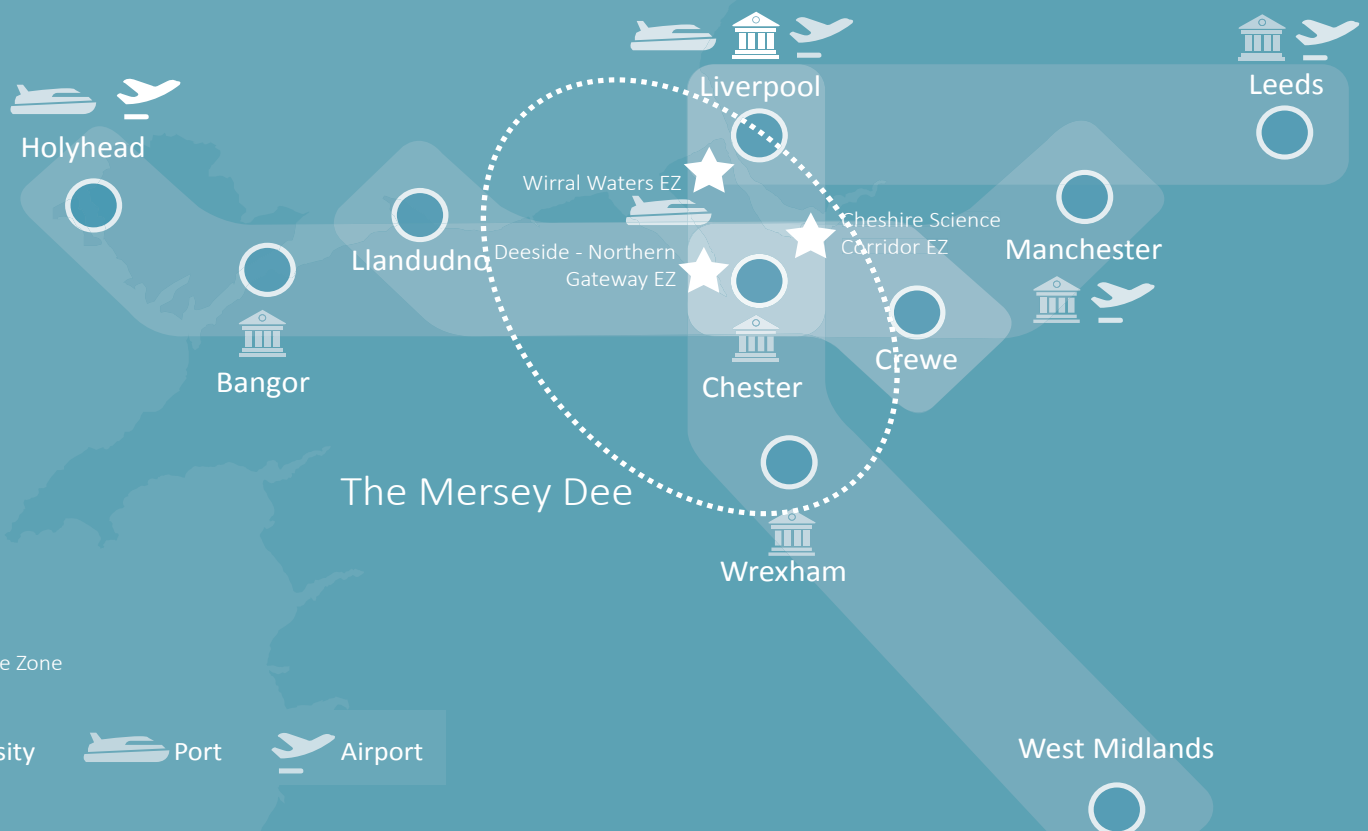 Liverpool
Leeds
Holyhead
Wirral Waters EZ
Cheshire Science
Corridor EZ
Manchester
Llandudno
Deeside - Northern
Gateway EZ
Crewe
Bangor
Chester
The Mersey Dee
Wrexham
e Zone
sity
Port
Airport
West Midlands